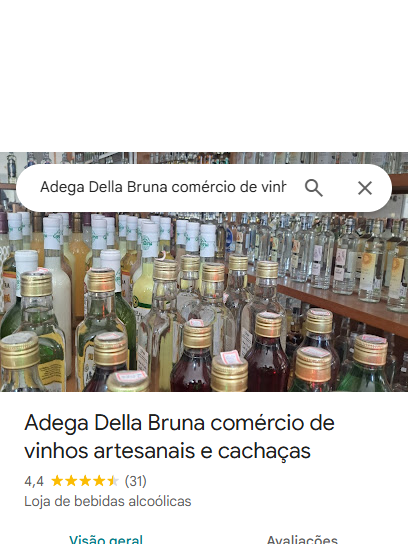 Adega Della Bruna comércio de vinh
Adega Della Bruna comércio de
vinhos artesanais e cachaças
4,4 (31)
Loja de bebidas alcoólicas
Visão geral Avaliações